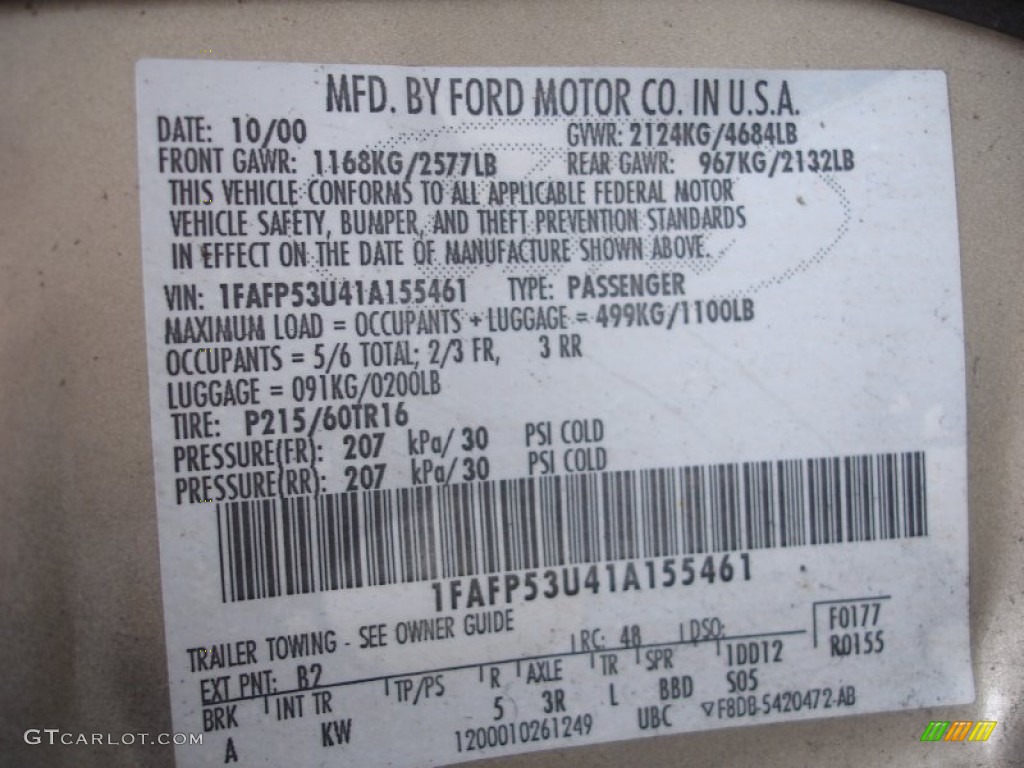 MFD. BY FORD MOTOR CO. IN U.S.A.
DATE: 10/00 GVWR: 2124KG/4684LB
FRONT GAWR: 1168KG/2577LB REAR GAWR: 967KG/2132LB
THIS VEHICLE CONFORMS TO ALL APPLICABLE FEDERAL MOTOR
VEHICLE SAFETY, BUMPER, AND THEFT PREVENTION STANDARDS
IN EFFECT ON THE DATE OF MANUFACTURE SHOWN ABOVE.
VIN: 1FAFP53U41A155461 TYPE: PASSENGER
MAXIMUM LOAD = OCCUPANTS + LUGGAGE = 499KG/1100LB
OCCUPANTS = 5/6 TOTAL; 2/3 FR, 3 RR
LUGGAGE = 091KG/0200LB
TIRE: P215/60TR16
PRESSURE(FR): 207 kPa/ 30 PSI COLD
PRESSURE(RR): 207 kPa/ 30 PSI COLD
1FAFP53U41A155461
TRAILER TOWING - SEE OWNER GUIDE
F0177
EXT PNT: B2 RC: 48 DSO: R0155
BRK INT TR TP/PS R AXLE TR SPR 1DD12
A KW 5 3R L BBD S05
1200010261249 UBC F8DB-5420472-AB
GTCARLOT.COM